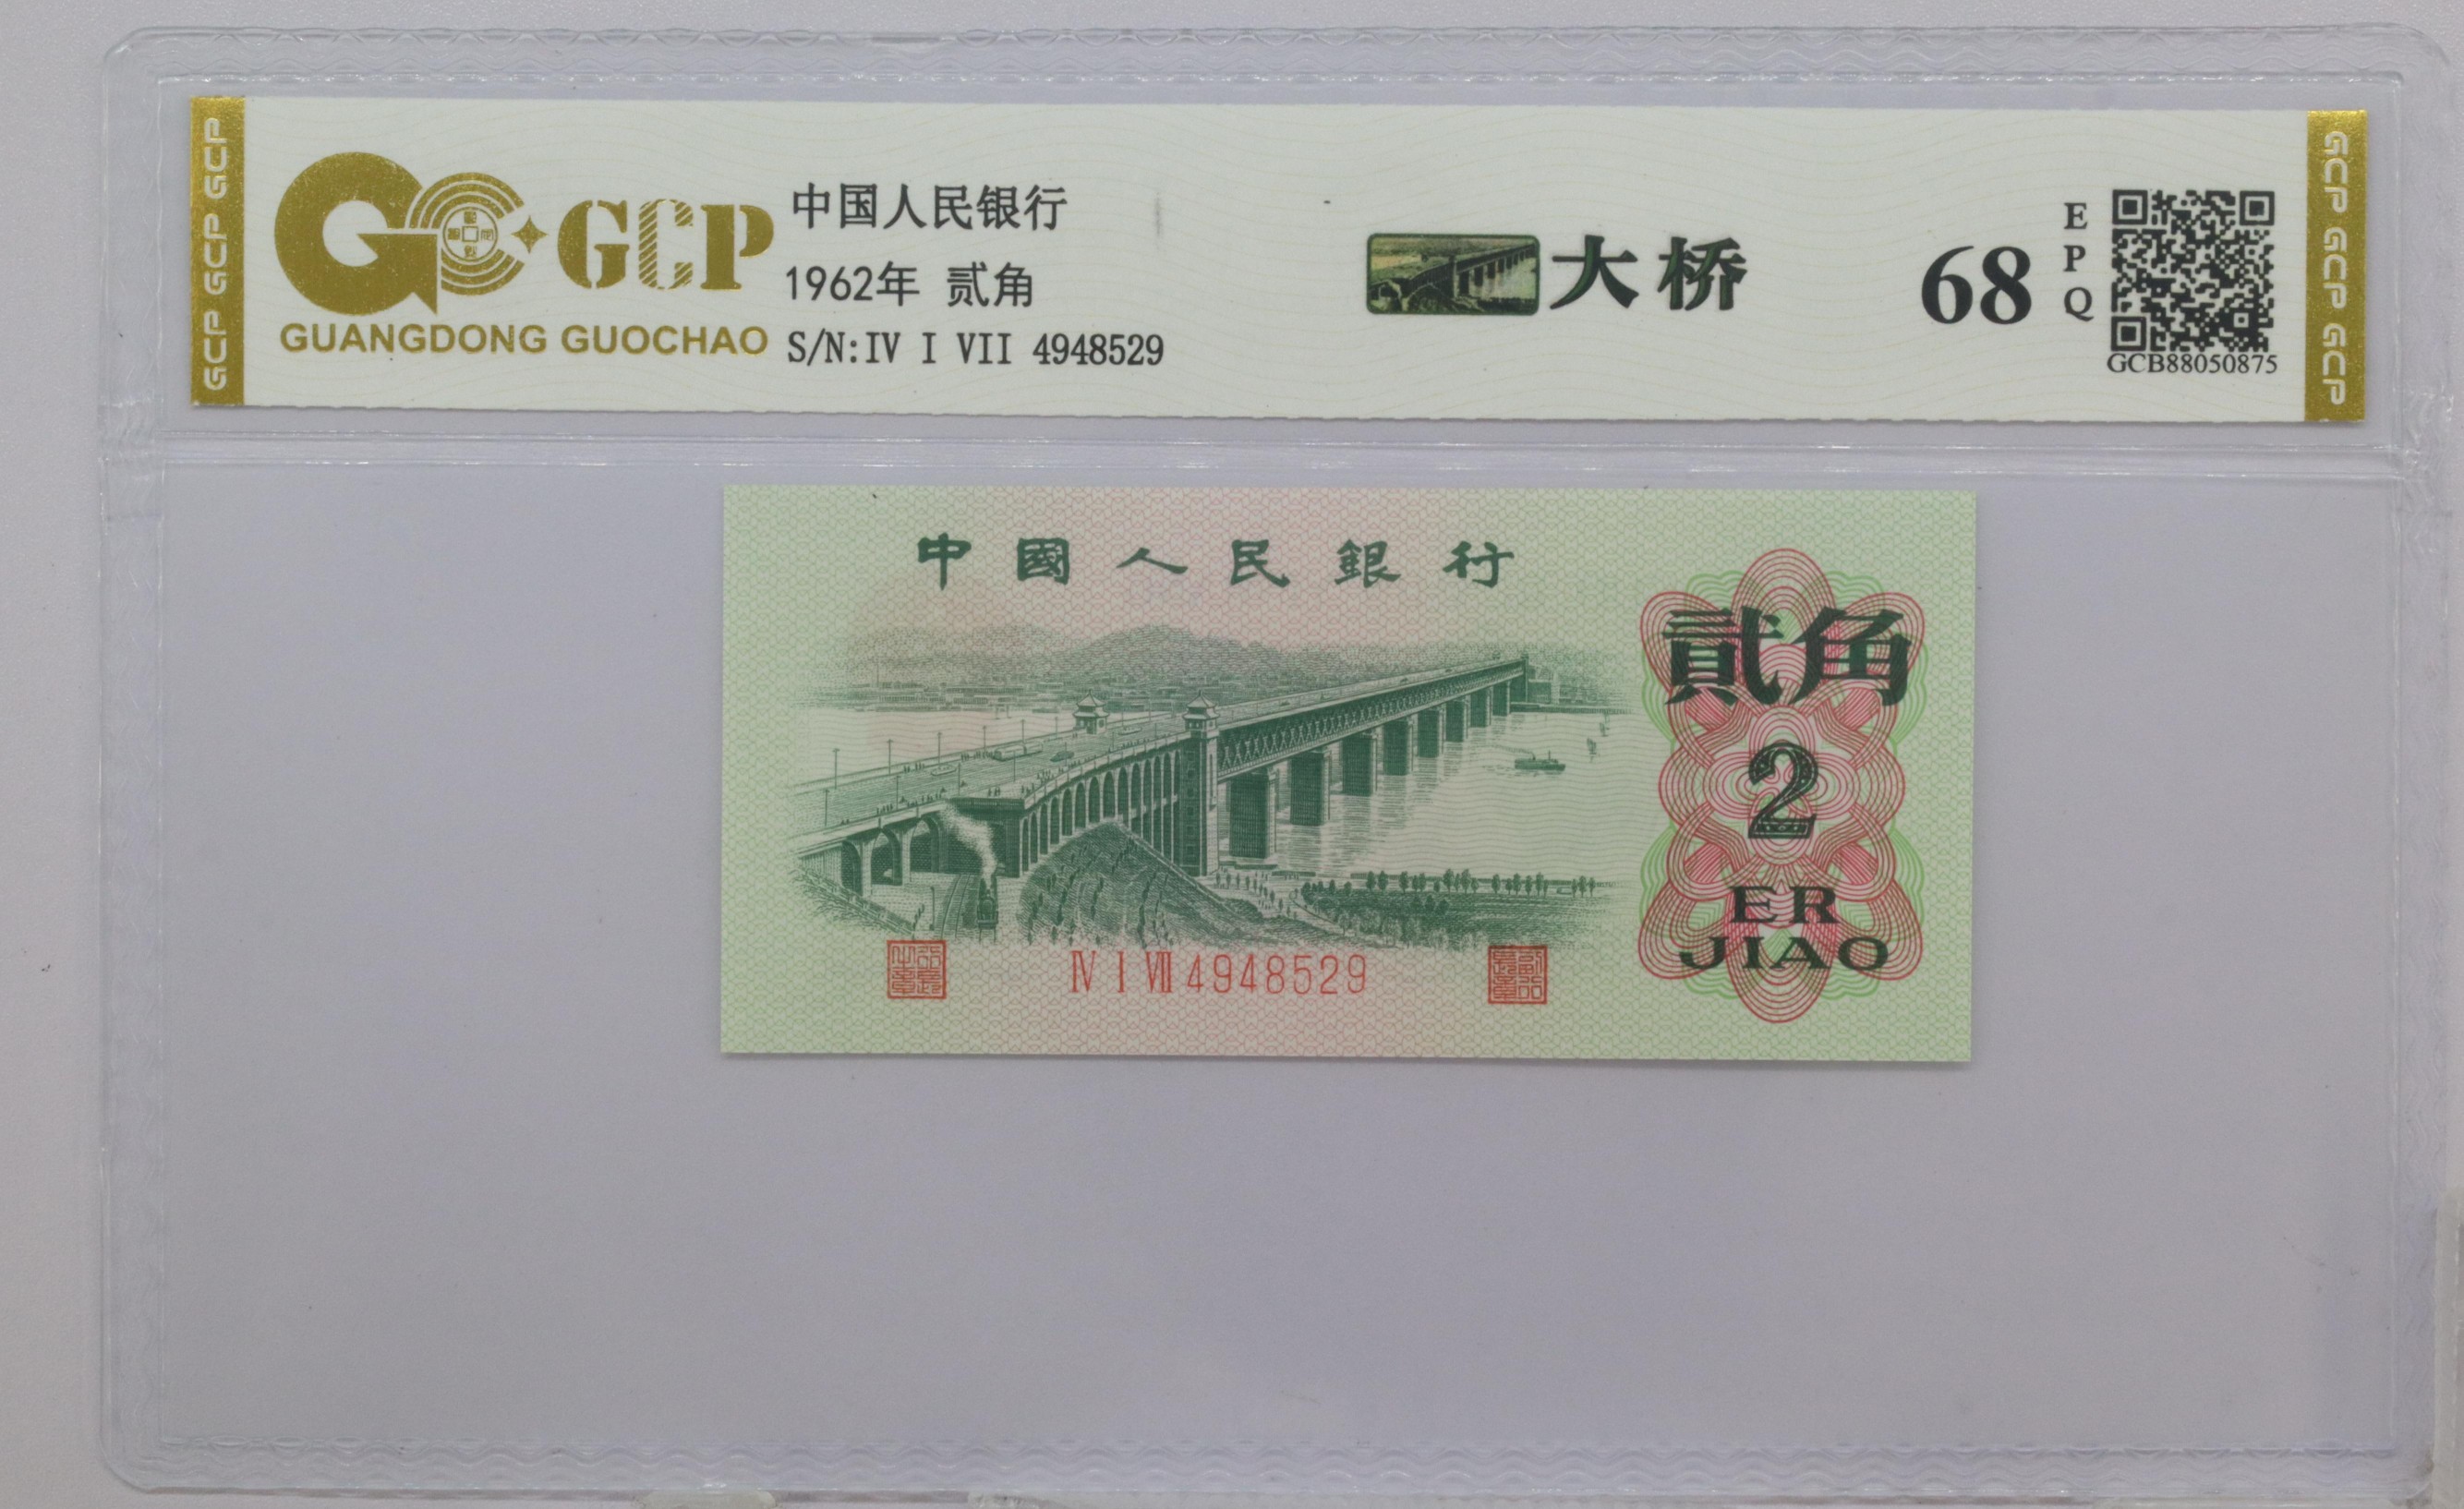 GCP GCP GCP
GCP
GUANGDONG GUOCHAO
中国人民银行
1962年 贰角
S/N:IV I VII 4948529
大桥
68
EPQ
GCB88050875
GCP GCP GCP
中國人民銀行
貳角
2
ER
JIAO
Ⅳ Ⅰ Ⅶ 4948529